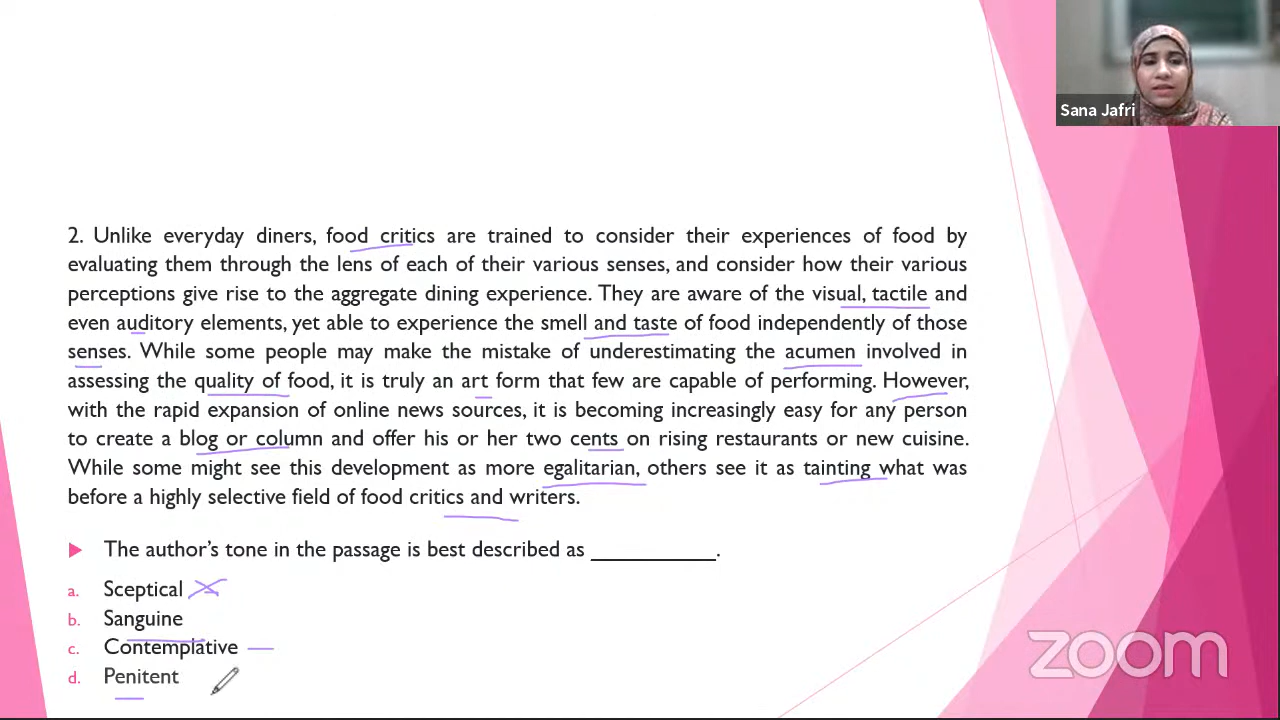 Sana Jafri
2. Unlike everyday diners, food critics are trained to consider their experiences of food by
evaluating them through the lens of each of their various senses, and consider how their various
perceptions give rise to the aggregate dining experience. They are aware of the visual, tactile and
even auditory elements, yet able to experience the smell and taste of food independently of those
senses. While some people may make the mistake of underestimating the acumen involved in
assessing the quality of food, it is truly an art form that few are capable of performing. However,
with the rapid expansion of online news sources, it is becoming increasingly easy for any person
to create a blog or column and offer his or her two cents on rising restaurants or new cuisine.
While some might see this development as more egalitarian, others see it as tainting what was
before a highly selective field of food critics and writers.
The author's tone in the passage is best described as __________.
a. Sceptical
b. Sanguine
c. Contemplative
d. Penitent
zoom